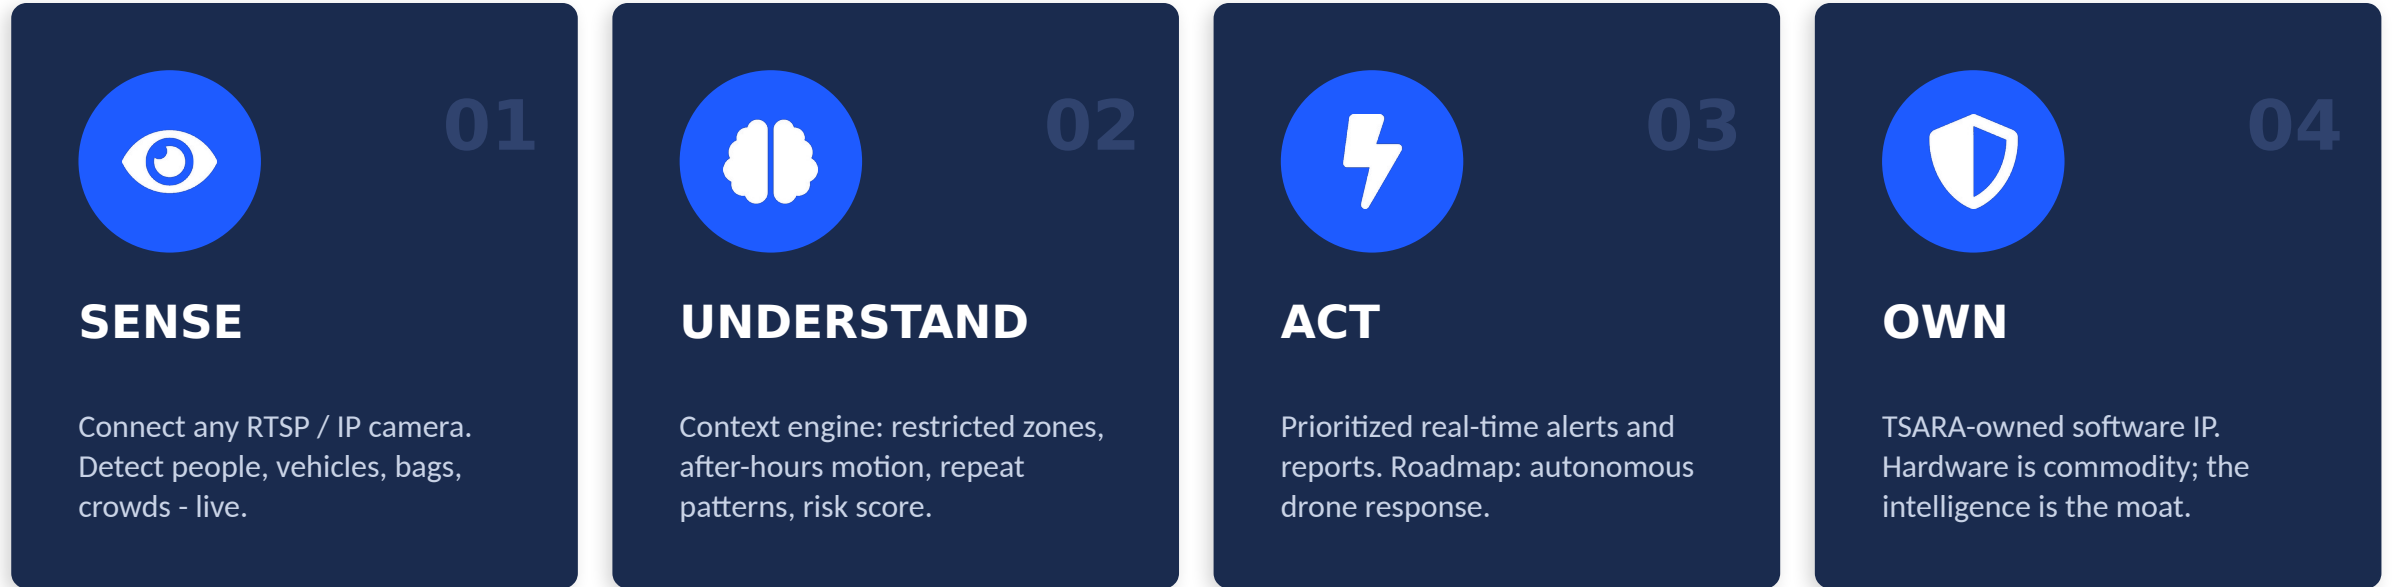 01
SENSE
Connect any RTSP / IP camera.
Detect people, vehicles, bags,
crowds - live.
02
UNDERSTAND
Context engine: restricted zones,
after-hours motion, repeat
patterns, risk score.
03
ACT
Prioritized real-time alerts and
reports. Roadmap: autonomous
drone response.
04
OWN
TSARA-owned software IP.
Hardware is commodity; the
intelligence is the moat.